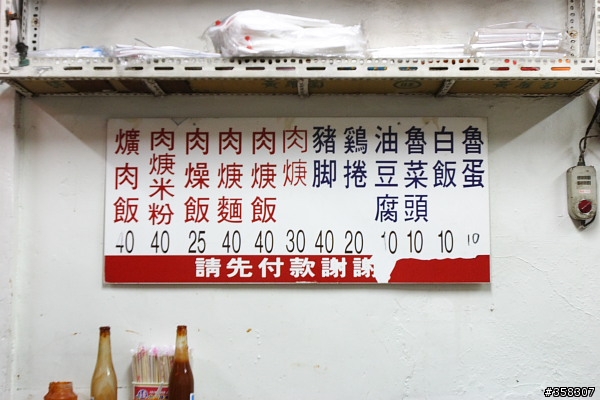 爌肉飯 40
肉焿米粉 40
肉燥飯 25
肉焿麵 40
肉焿飯 40
肉焿 30
豬脚 40
鷄捲 20
油豆腐 10
魯菜頭 10
白飯 10
魯蛋 10
請先付款謝謝
#358307